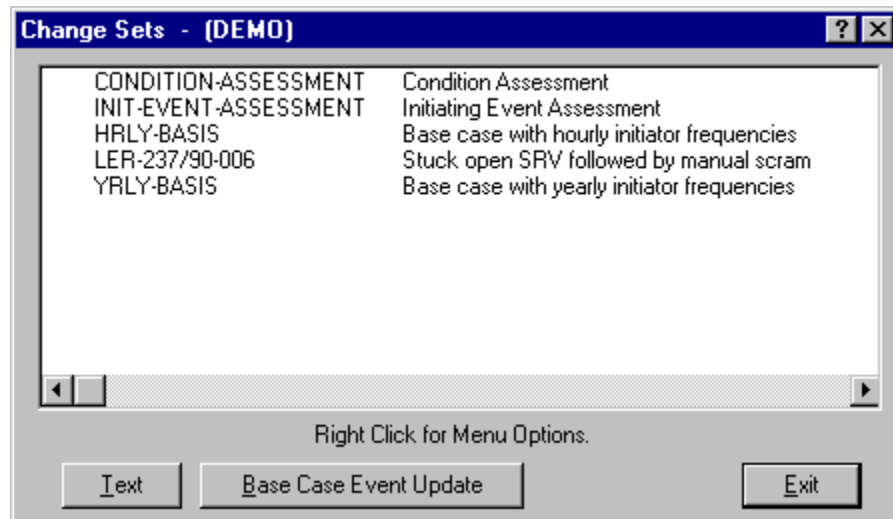 Change Sets - (DEMO)
CONDITION-ASSESSMENT Condition Assessment
INIT-EVENT-ASSESSMENT Initiating Event Assessment
HRLY-BASIS Base case with hourly initiator frequencies
LER-237/90-006 Stuck open SRV followed by manual scram
YRLY-BASIS Base case with yearly initiator frequencies
Right Click for Menu Options.
Text Base Case Event Update Exit